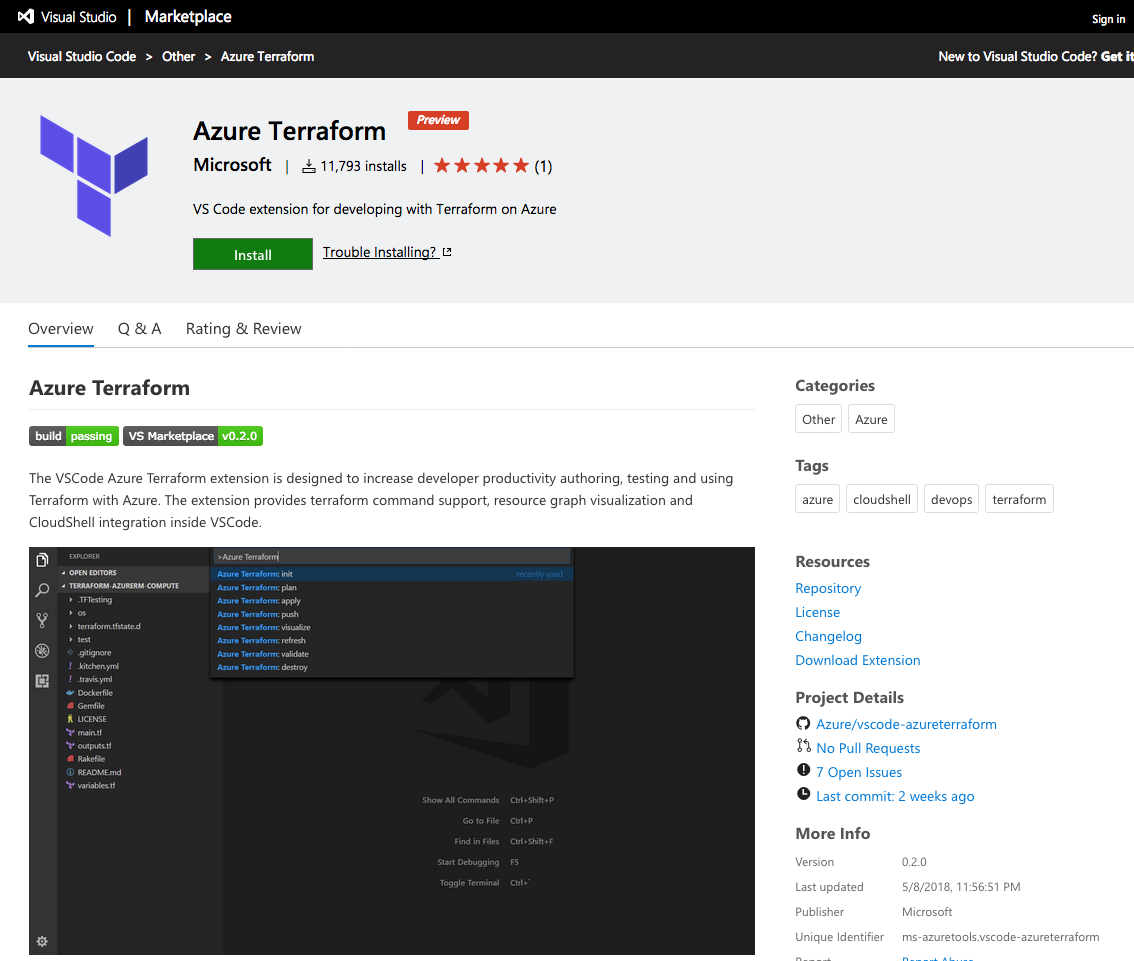 Visual Studio | Marketplace
Sign in
Visual Studio Code > Other > Azure Terraform
New to Visual Studio Code? Get it
Azure Terraform Preview
Microsoft | 11,793 installs | (1)
VS Code extension for developing with Terraform on Azure
Install Trouble Installing?
Overview Q & A Rating & Review
Azure Terraform
build passing VS Marketplace v0.2.0
The VSCode Azure Terraform extension is designed to increase developer productivity authoring, testing and using
Terraform with Azure. The extension provides terraform command support, resource graph visualization and
CloudShell integration inside VSCode.
EXPLORER
OPEN EDITORS
TERRAFORM-AZURERM-COMPUTE
.TFTesting
os
terraform.tfstate.d
test
.gitignore
.kitchen.yml
.travis.yml
Dockerfile
Gemfile
LICENSE
main.tf
outputs.tf
Rakefile
README.md
variables.tf
>Azure Terraform
Azure Terraform: init recently used
Azure Terraform: plan
Azure Terraform: apply
Azure Terraform: push
Azure Terraform: visualize
Azure Terraform: refresh
Azure Terraform: validate
Azure Terraform: destroy
Show All Commands Ctrl+Shift+P
Go to File Ctrl+P
Find in Files Ctrl+Shift+F
Start Debugging F5
Toggle Terminal Ctrl+`
Categories
Other Azure
Tags
azure cloudshell devops terraform
Resources
Repository
License
Changelog
Download Extension
Project Details
Azure/vscode-azureterraform
No Pull Requests
7 Open Issues
Last commit: 2 weeks ago
More Info
Version 0.2.0
Last updated 5/8/2018, 11:56:51 PM
Publisher Microsoft
Unique Identifier ms-azuretools.vscode-azureterraform
Report Report Abuse